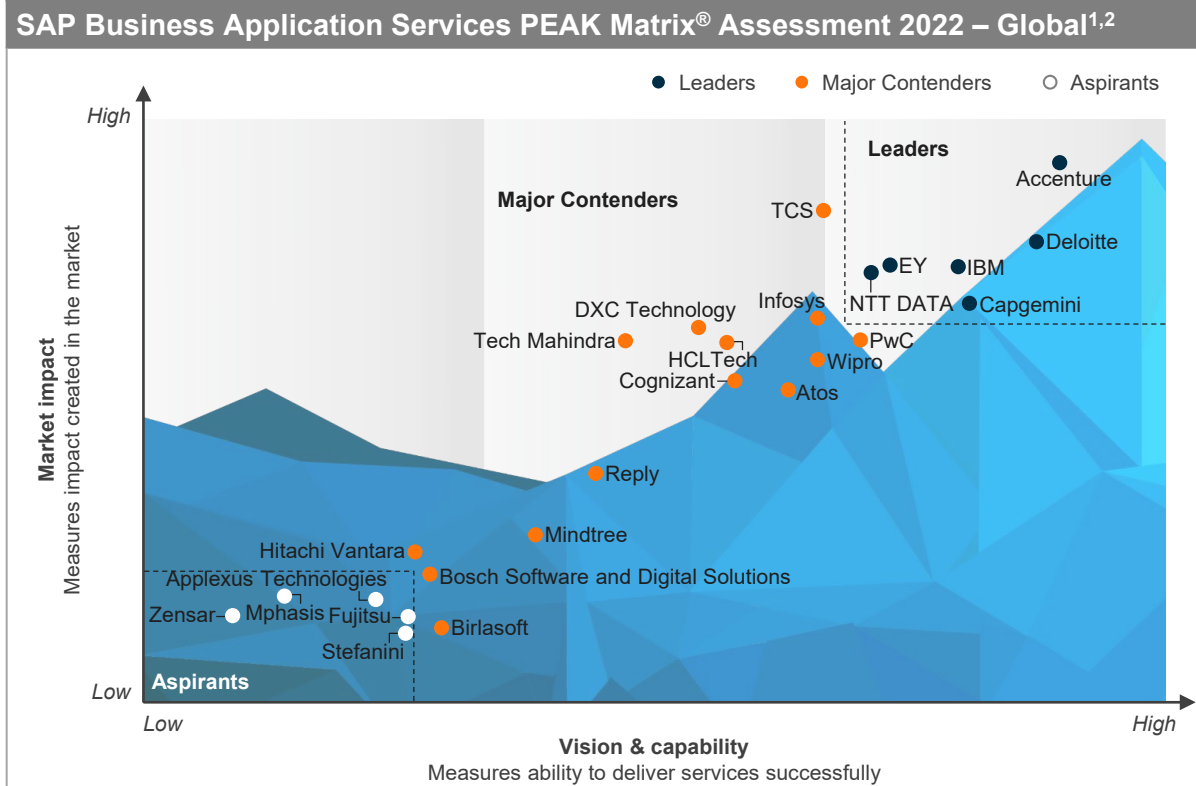 SAP Business Application Services PEAK Matrix® Assessment 2022 – Global1,2
Leaders
Major Contenders
Aspirants
High
Leaders
Accenture
Major Contenders
TCS
Deloitte
EY
IBM
NTT DATA
Capgemini
Infosys
DXC Technology
Tech Mahindra
HCLTech
PwC
Wipro
Cognizant
Atos
Market impact
Measures impact created in the market
Reply
Mindtree
Hitachi Vantara
Bosch Software and Digital Solutions
Applexus Technologies
Zensar
Mphasis
Fujitsu
Birlasoft
Stefanini
Aspirants
Low
Low
High
Vision & capability
Measures ability to deliver services successfully